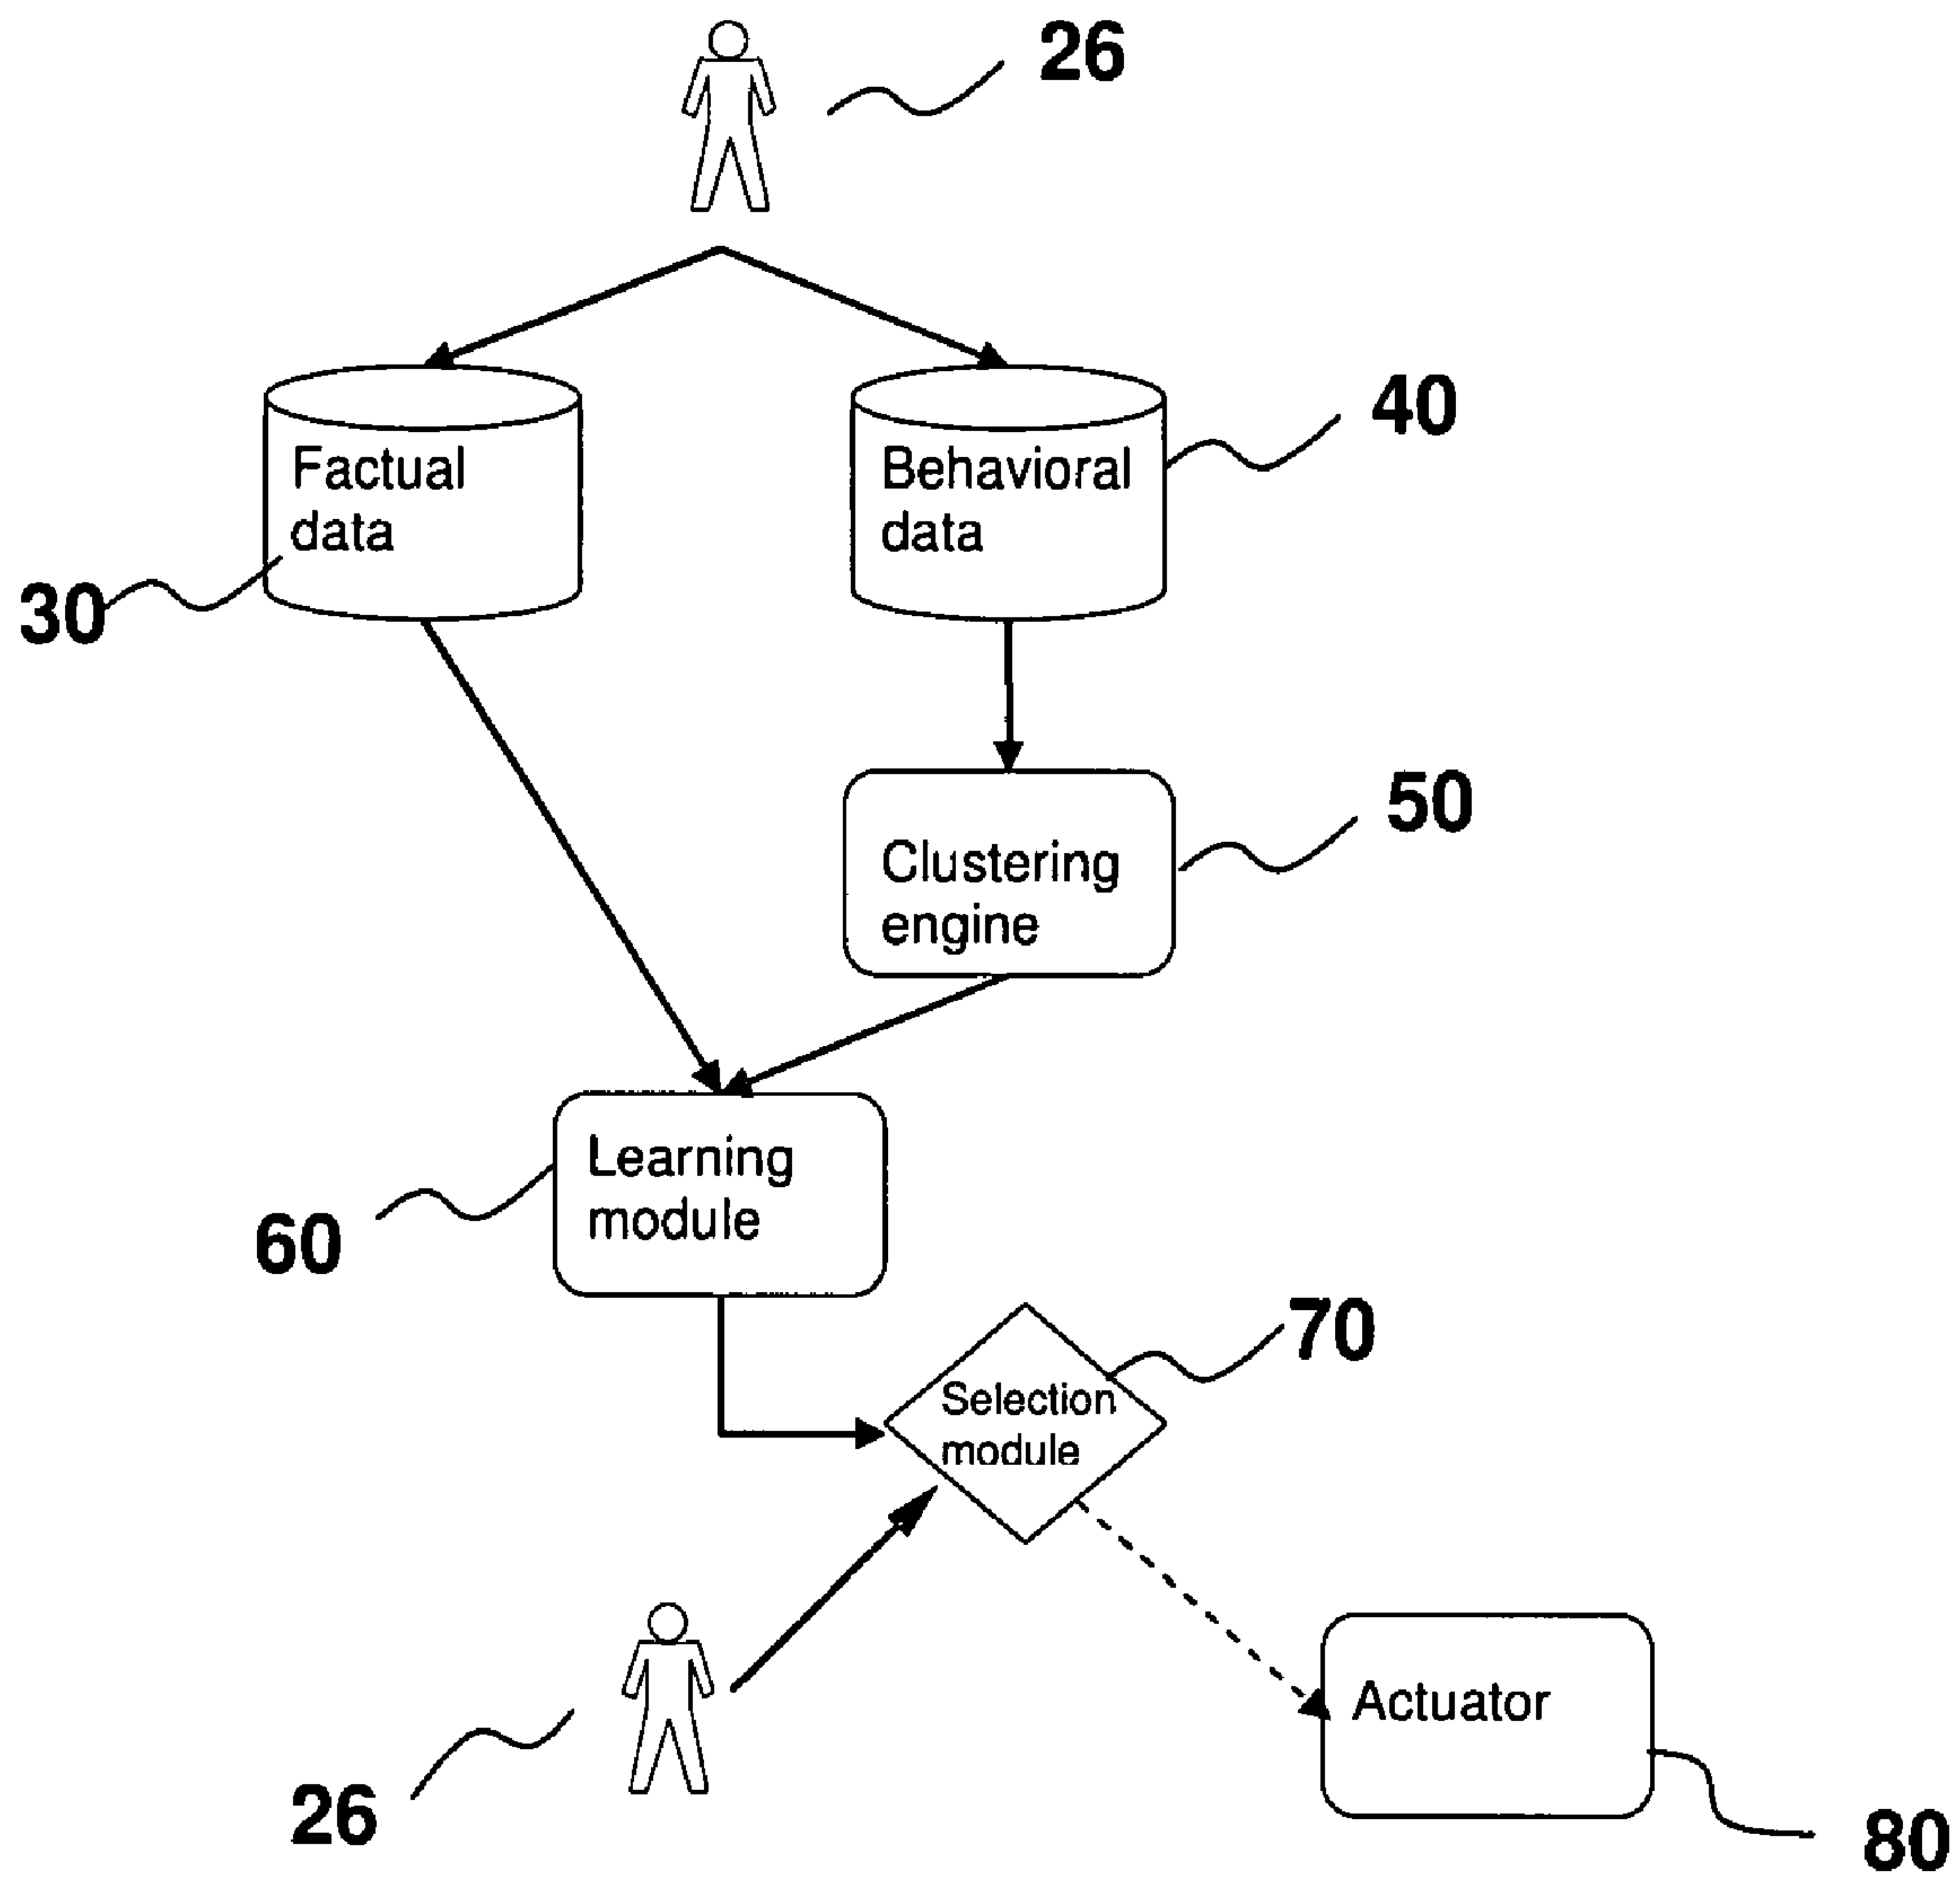 26
Factual
data
Behavioral
data
40
30
Clustering
engine
50
Learning
module
60
Selection
module
70
26
Actuator
80